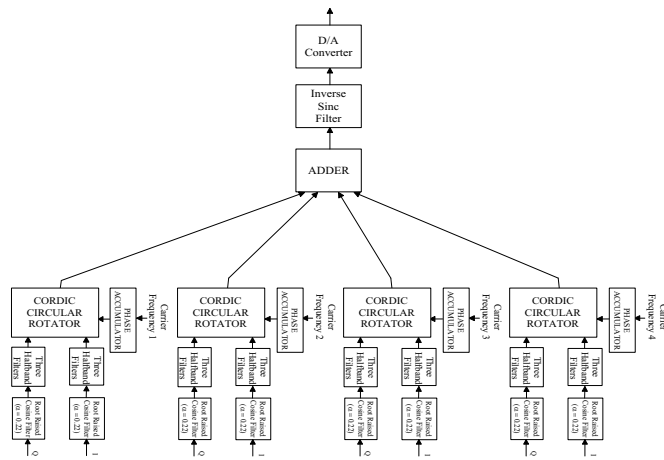 D/A
Converter
Inverse
Sinc
Filter
ADDER
CORDIC
CIRCULAR
ROTATOR
PHASE
ACCUMULATOR
Carrier
Frequency 1
CORDIC
CIRCULAR
ROTATOR
PHASE
ACCUMULATOR
Carrier
Frequency 2
CORDIC
CIRCULAR
ROTATOR
PHASE
ACCUMULATOR
Carrier
Frequency 3
CORDIC
CIRCULAR
ROTATOR
PHASE
ACCUMULATOR
Carrier
Frequency 4
Three
Halfband
Filters
Three
Halfband
Filters
Three
Halfband
Filters
Three
Halfband
Filters
Three
Halfband
Filters
Three
Halfband
Filters
Three
Halfband
Filters
Three
Halfband
Filters
Root Raised
Cosine Filter
(α = 0.22)
Root Raised
Cosine Filter
(α = 0.22)
Root Raised
Cosine Filter
(α = 0.22)
Root Raised
Cosine Filter
(α = 0.22)
Root Raised
Cosine Filter
(α = 0.22)
Root Raised
Cosine Filter
(α = 0.22)
Root Raised
Cosine Filter
(α = 0.22)
Root Raised
Cosine Filter
(α = 0.22)
Q
I
Q
I
Q
I
Q
I